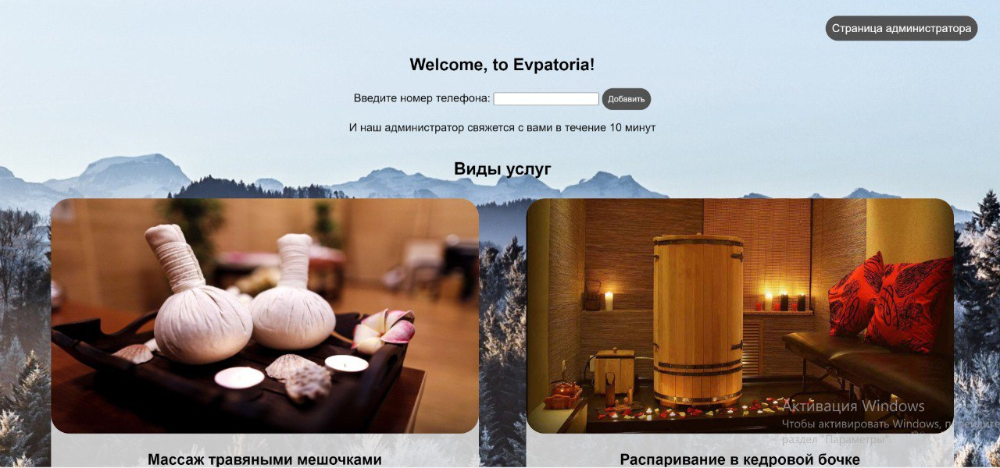 Страница администратора
Welcome, to Evpatoria!
Введите номер телефона: Добавить
И наш администратор свяжется с вами в течение 10 минут
Виды услуг
Массаж травяными мешочками
Распаривание в кедровой бочке
Активация Windows
Чтобы активировать Windows, перейдите
раздел "Параметры".